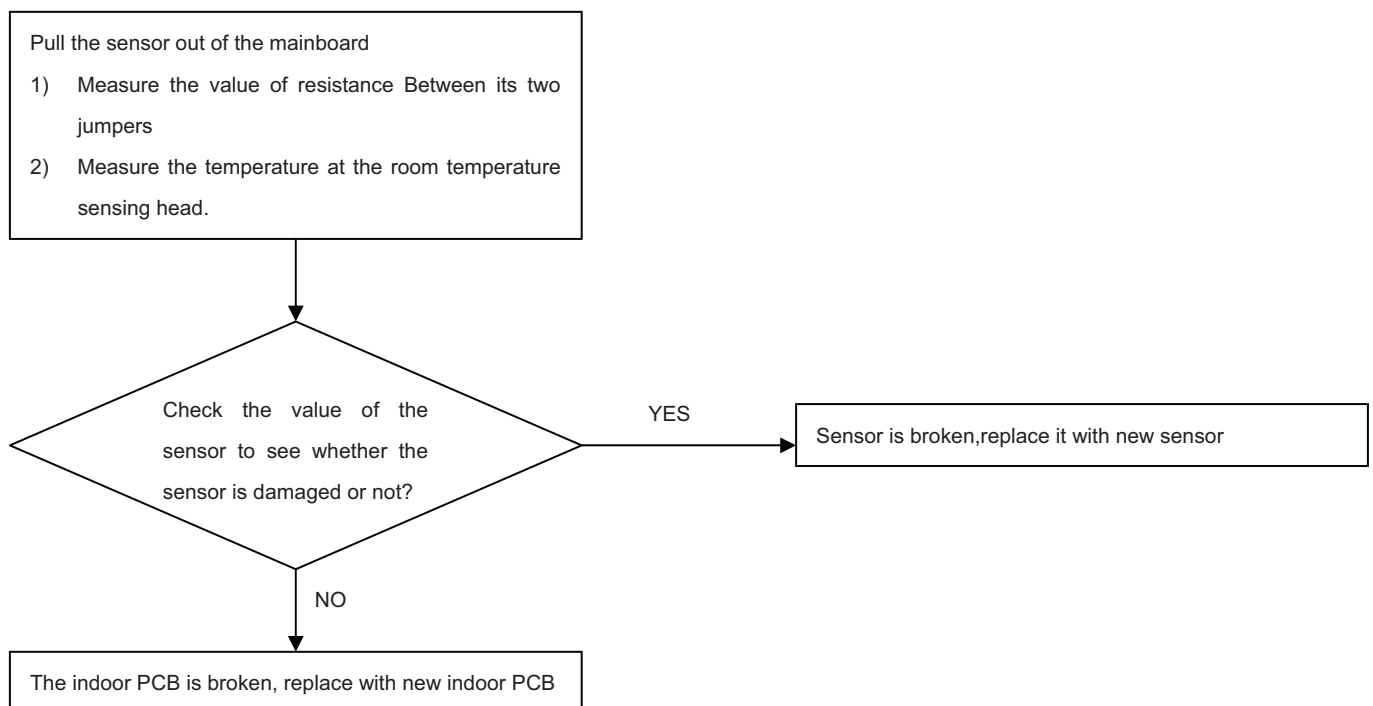 Pull the sensor out of the mainboard
1) Measure the value of resistance Between its two
jumpers
2) Measure the temperature at the room temperature
sensing head.
Check the value of the
sensor to see whether the
sensor is damaged or not?
YES
Sensor is broken,replace it with new sensor
NO
The indoor PCB is broken, replace with new indoor PCB